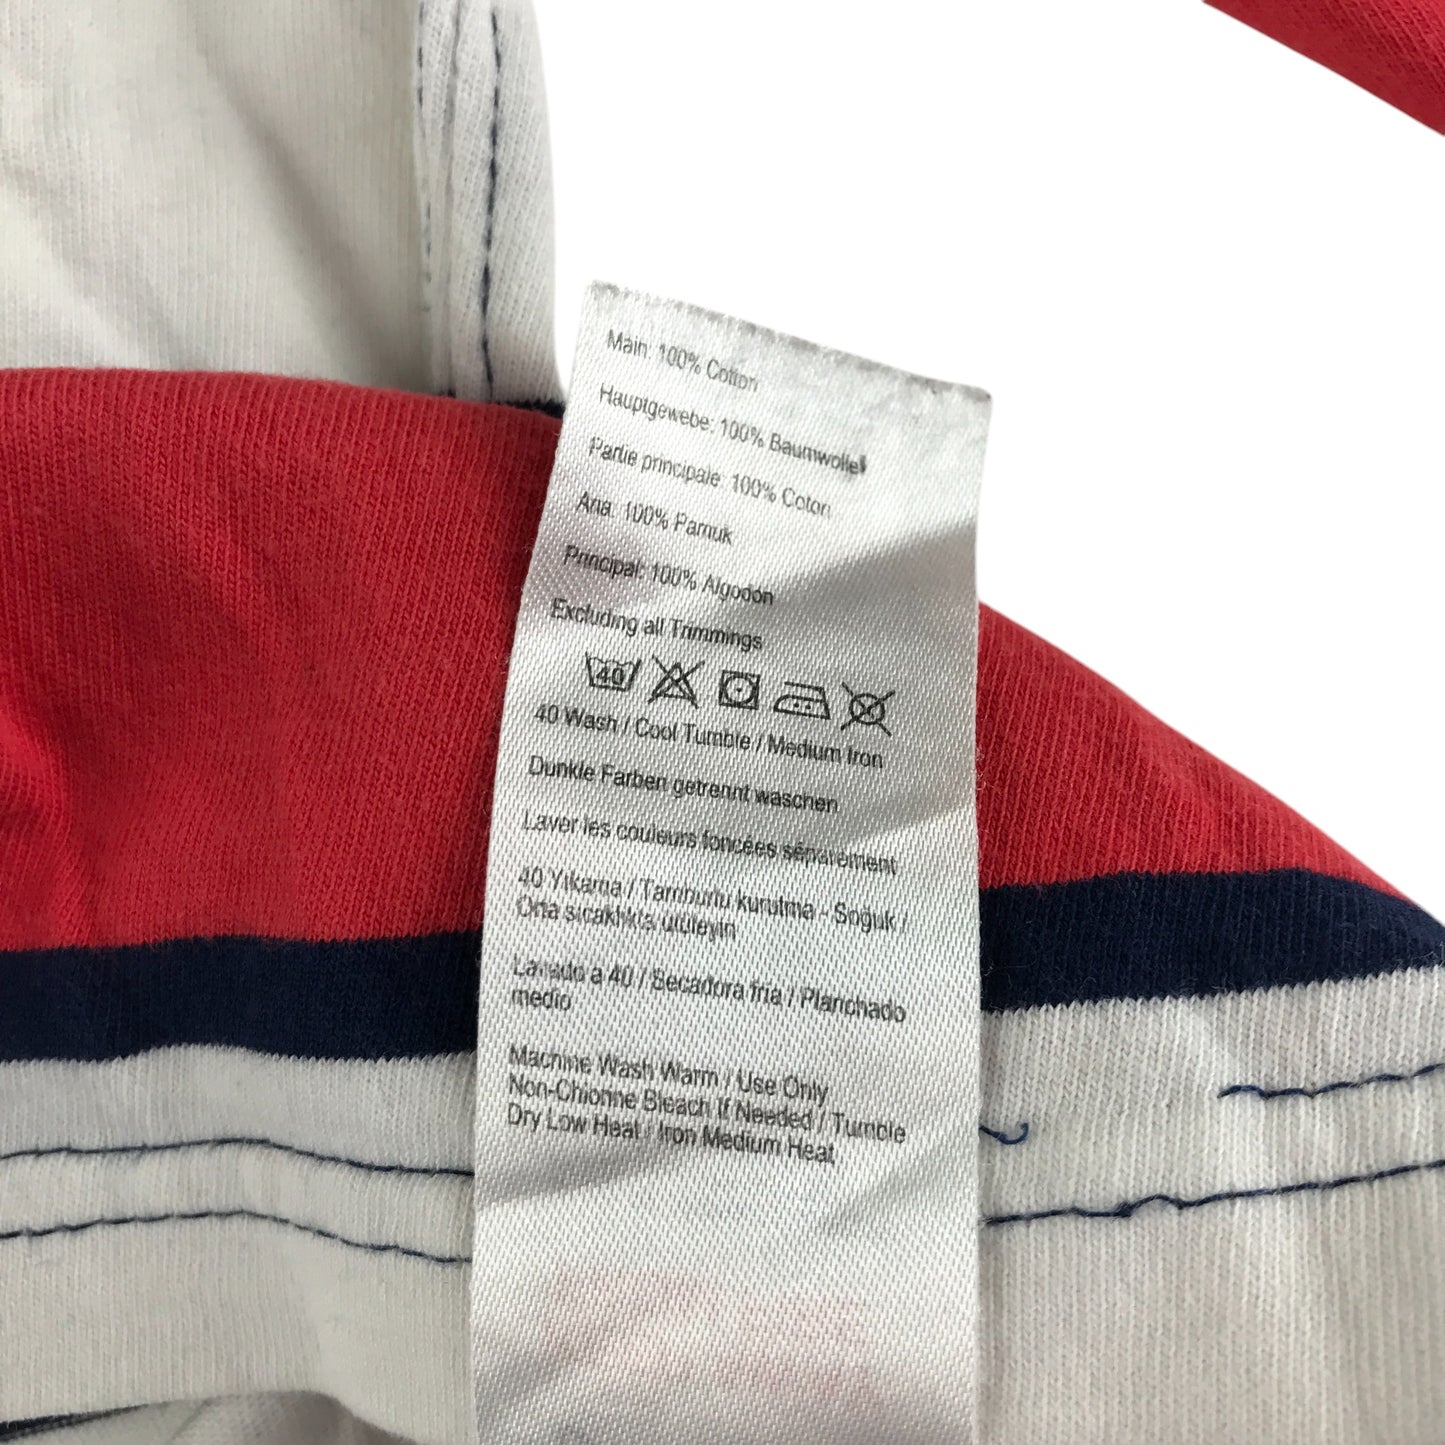 Main: 100% Cotton
Hauptgewebe: 100% Baumwolle
Partie principale: 100% Coton
Ana: 100% Pamuk
Principal: 100% Algodon
Excluding all Trimmings
40
40 Wash / Cool Tumble / Medium Iron
Dunkle Farben getrennt waschen
Laver les couleurs foncées séparement
40 Yıkama / Tamburlu kurutma - Soğuk /
Orta sıcaklıkta ütüleyin
Lavado a 40 / Secadora fria / Planchado
medio
Machine Wash Warm / Use Only
Non-Chlorine Bleach If Needed / Tumble
Dry Low Heat / Iron Medium Heat